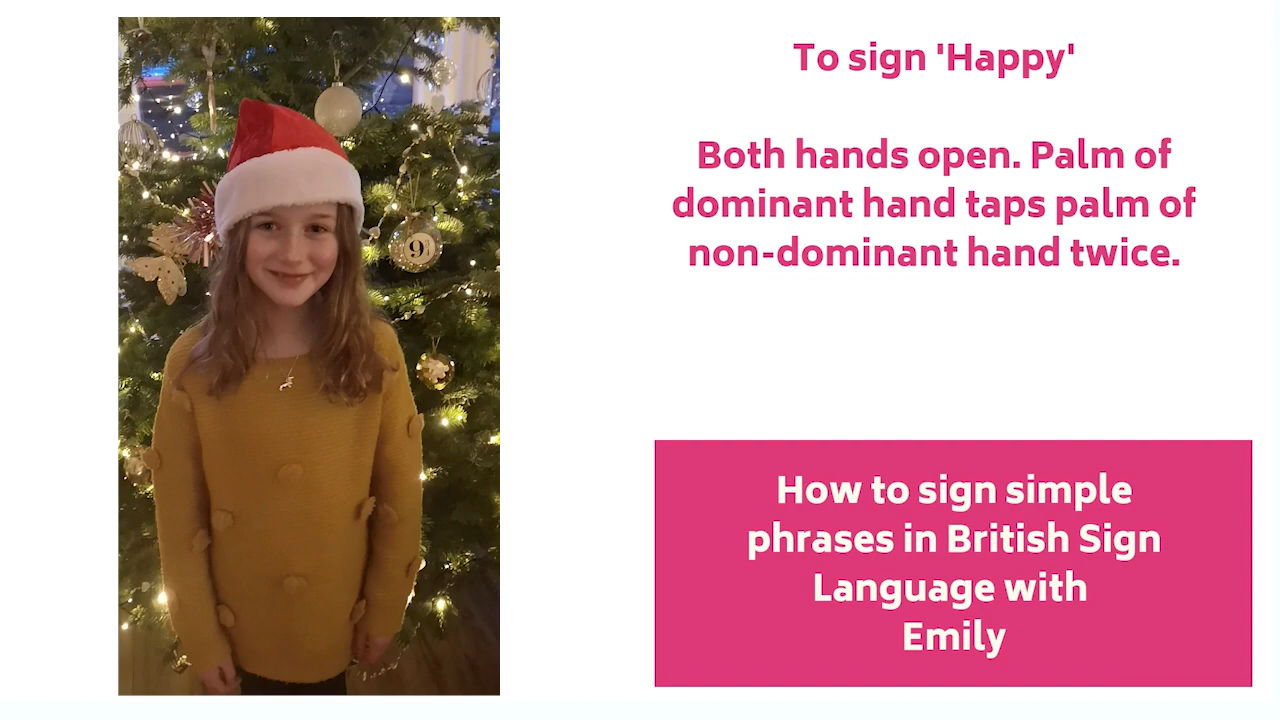 To sign 'Happy'
Both hands open. Palm of
dominant hand taps palm of
non-dominant hand twice.
9
How to sign simple
phrases in British Sign
Language with
Emily